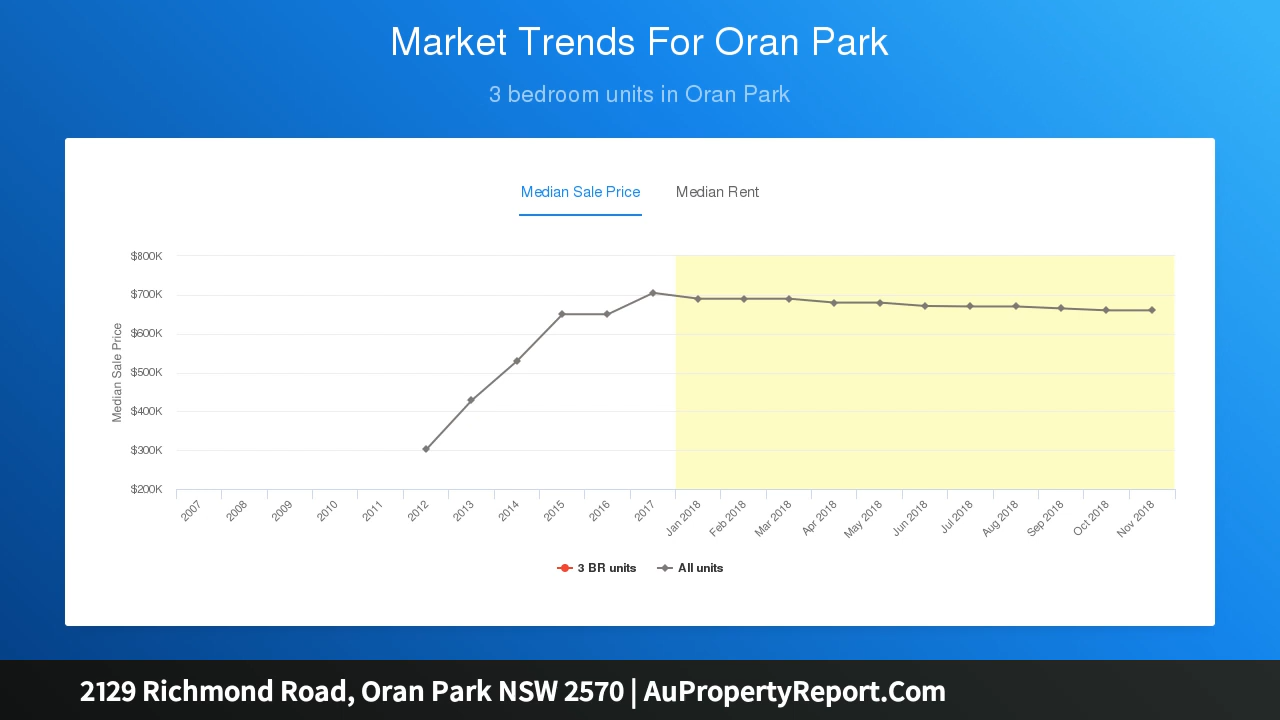 Market Trends For Oran Park
3 bedroom units in Oran Park
Median Sale Price Median Rent
$800K
$700K
$600K
$500K
$400K
$300K
$200K
Median Sale Price
2007 2008 2009 2010 2011 2012 2013 2014 2015 2016 2017 Jan 2018 Feb 2018 Mar 2018 Apr 2018 May 2018 Jun 2018 Jul 2018 Aug 2018 Sep 2018 Oct 2018 Nov 2018
3 BR units All units
2129 Richmond Road, Oran Park NSW 2570 | AuPropertyReport.Com